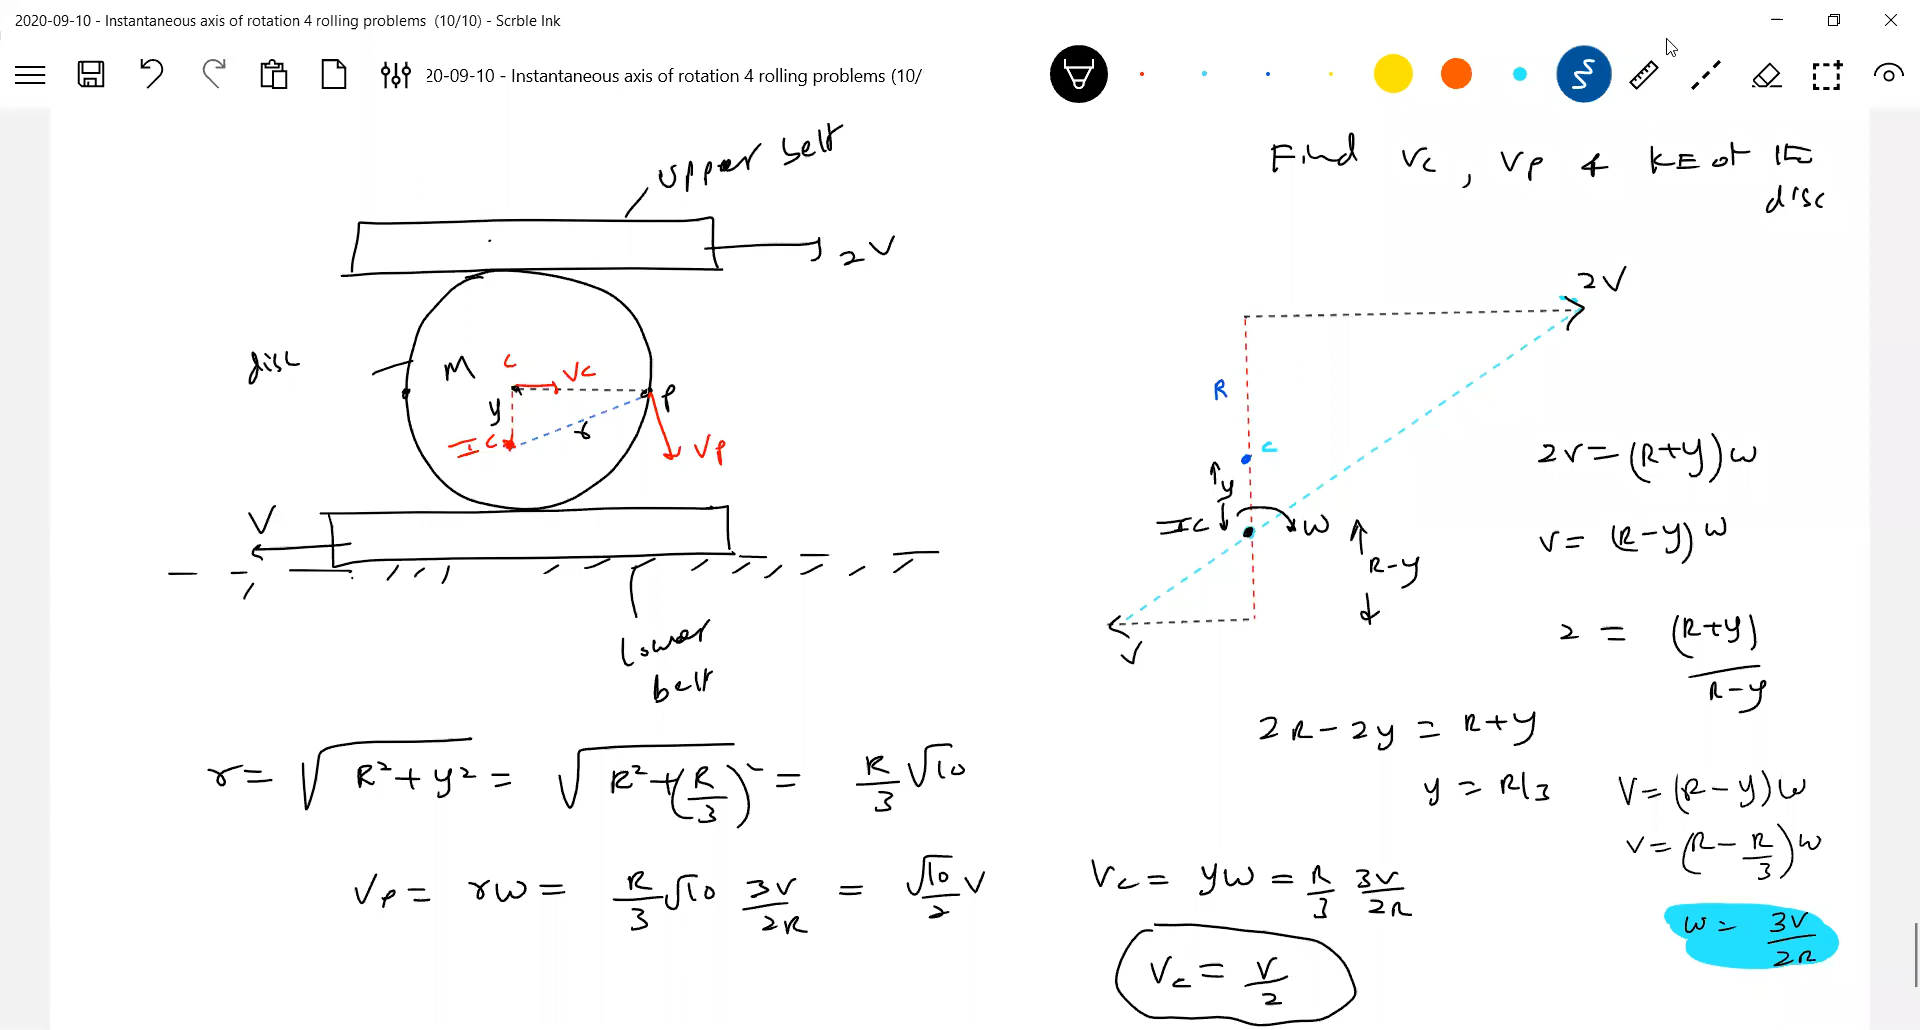 2020-09-10 - Instantaneous axis of rotation 4 rolling problems (10/10) - Scrble Ink
20-09-10 - Instantaneous axis of rotation 4 rolling problems (10/
upper belt
Find Vc, Vp & KE of the
disc
2V
disc
M
C
Vc
P
y
IC
r
Vp
V
lower
belt
2V
R
C
y
IC
ω
R-y
V
2V = (R+y)ω
V = (R-y)ω
2 = (R+y)/R-y
2R - 2y = R+y
y = R/3
V = (R-y)ω
V = (R - R/3)ω
ω = 3V/2R
r = √R²+y² = √R²+(R/3)² = R/3 √10
Vp = rω = R/3 √10 3V/2R = √10/2 V
Vc = yω = R/3 3V/2R
Vc = V/2